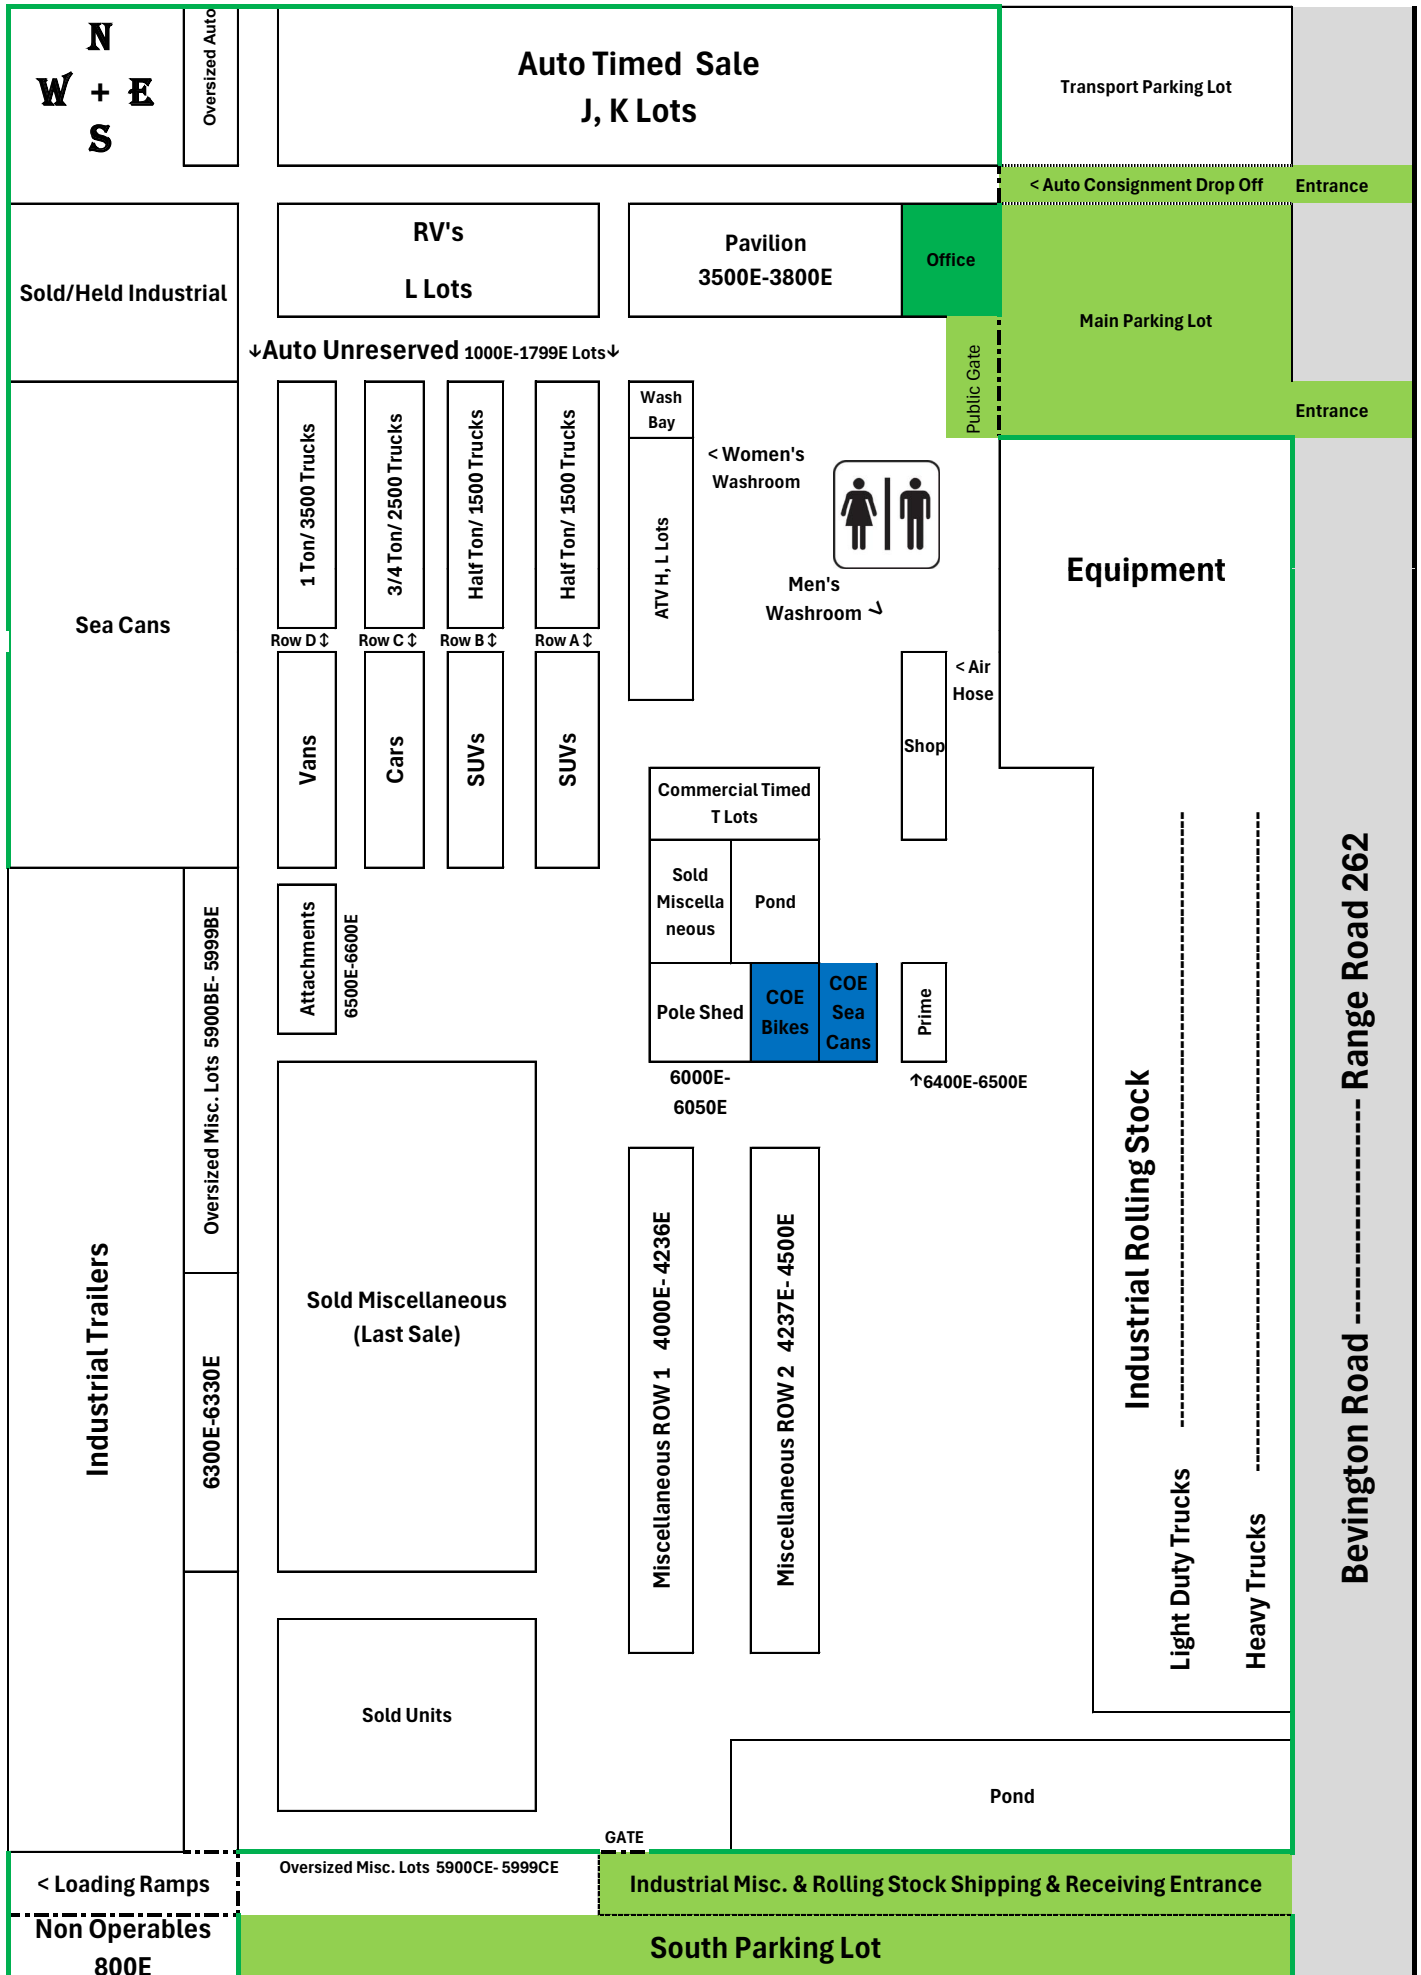 N
W + E
S
Oversized Auto
Auto Timed Sale
J, K Lots
Transport Parking Lot
< Auto Consignment Drop Off
Entrance
Sold/Held Industrial
RV's
L Lots
Pavilion
3500E-3800E
Office
Main Parking Lot
↓Auto Unreserved 1000E-1799E Lots↓
Public Gate
Entrance
Sea Cans
1 Ton/ 3500 Trucks
3/4 Ton/ 2500 Trucks
Half Ton/ 1500 Trucks
Half Ton/ 1500 Trucks
Wash
Bay
ATV H, L Lots
< Women's
Washroom
Men's
Washroom >
Equipment
Row D ↕
Row C ↕
Row B ↕
Row A ↕
< Air
Hose
Shop
Vans
Cars
SUVs
SUVs
Commercial Timed
T Lots
Sold
Miscella
neous
Pond
Attachments
6500E-6600E
Oversized Misc. Lots 5900BE- 5999BE
Pole Shed
COE
Bikes
COE
Sea
Cans
Prime
6000E-
6050E
↑6400E-6500E
Industrial Trailers
6300E-6330E
Sold Miscellaneous
(Last Sale)
Miscellaneous ROW 1 4000E- 4236E
Miscellaneous ROW 2 4237E- 4500E
Industrial Rolling Stock
Light Duty Trucks
Heavy Trucks
Bevington Road ------------------ Range Road 262
Sold Units
Pond
GATE
< Loading Ramps
Oversized Misc. Lots 5900CE- 5999CE
Industrial Misc. & Rolling Stock Shipping & Receiving Entrance
Non Operables
800E
South Parking Lot